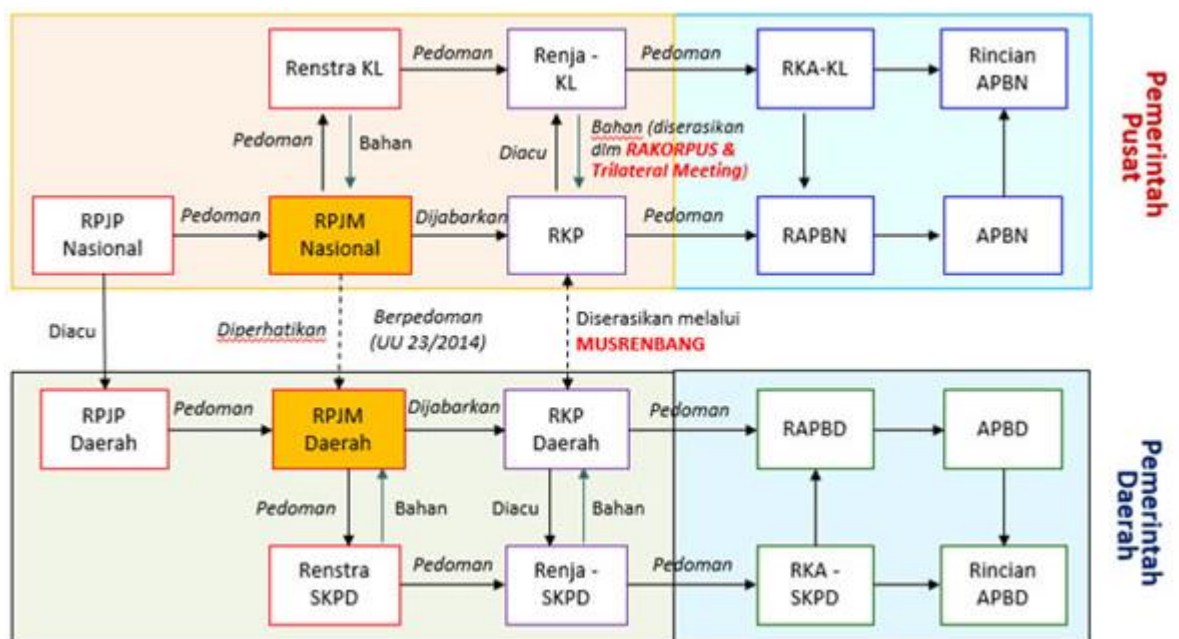 Pedoman
Pedoman
Renstra KL
Renja -
KL
RKA-KL
Rincian
APBN
Pedoman
Bahan
Diacu
Bahan (diserasikan
dlm RAKORPUS &
Trilateral Meeting)
RPJP
Nasional
Pedoman
RPJM
Nasional
Dijabarkan
RKP
Pedoman
RAPBN
APBN
Pemerintah
Pusat
Diacu
Diperhatikan
Berpedoman
(UU 23/2014)
Diserasikan melalui
MUSRENBANG
RPJP
Daerah
Pedoman
RPJM
Daerah
Dijabarkan
RKP
Daerah
Pedoman
RAPBD
APBD
Pedoman
Bahan
Diacu
Bahan
Renstra
SKPD
Pedoman
Renja -
SKPD
Pedoman
RKA -
SKPD
Rincian
APBD
Pemerintah
Daerah